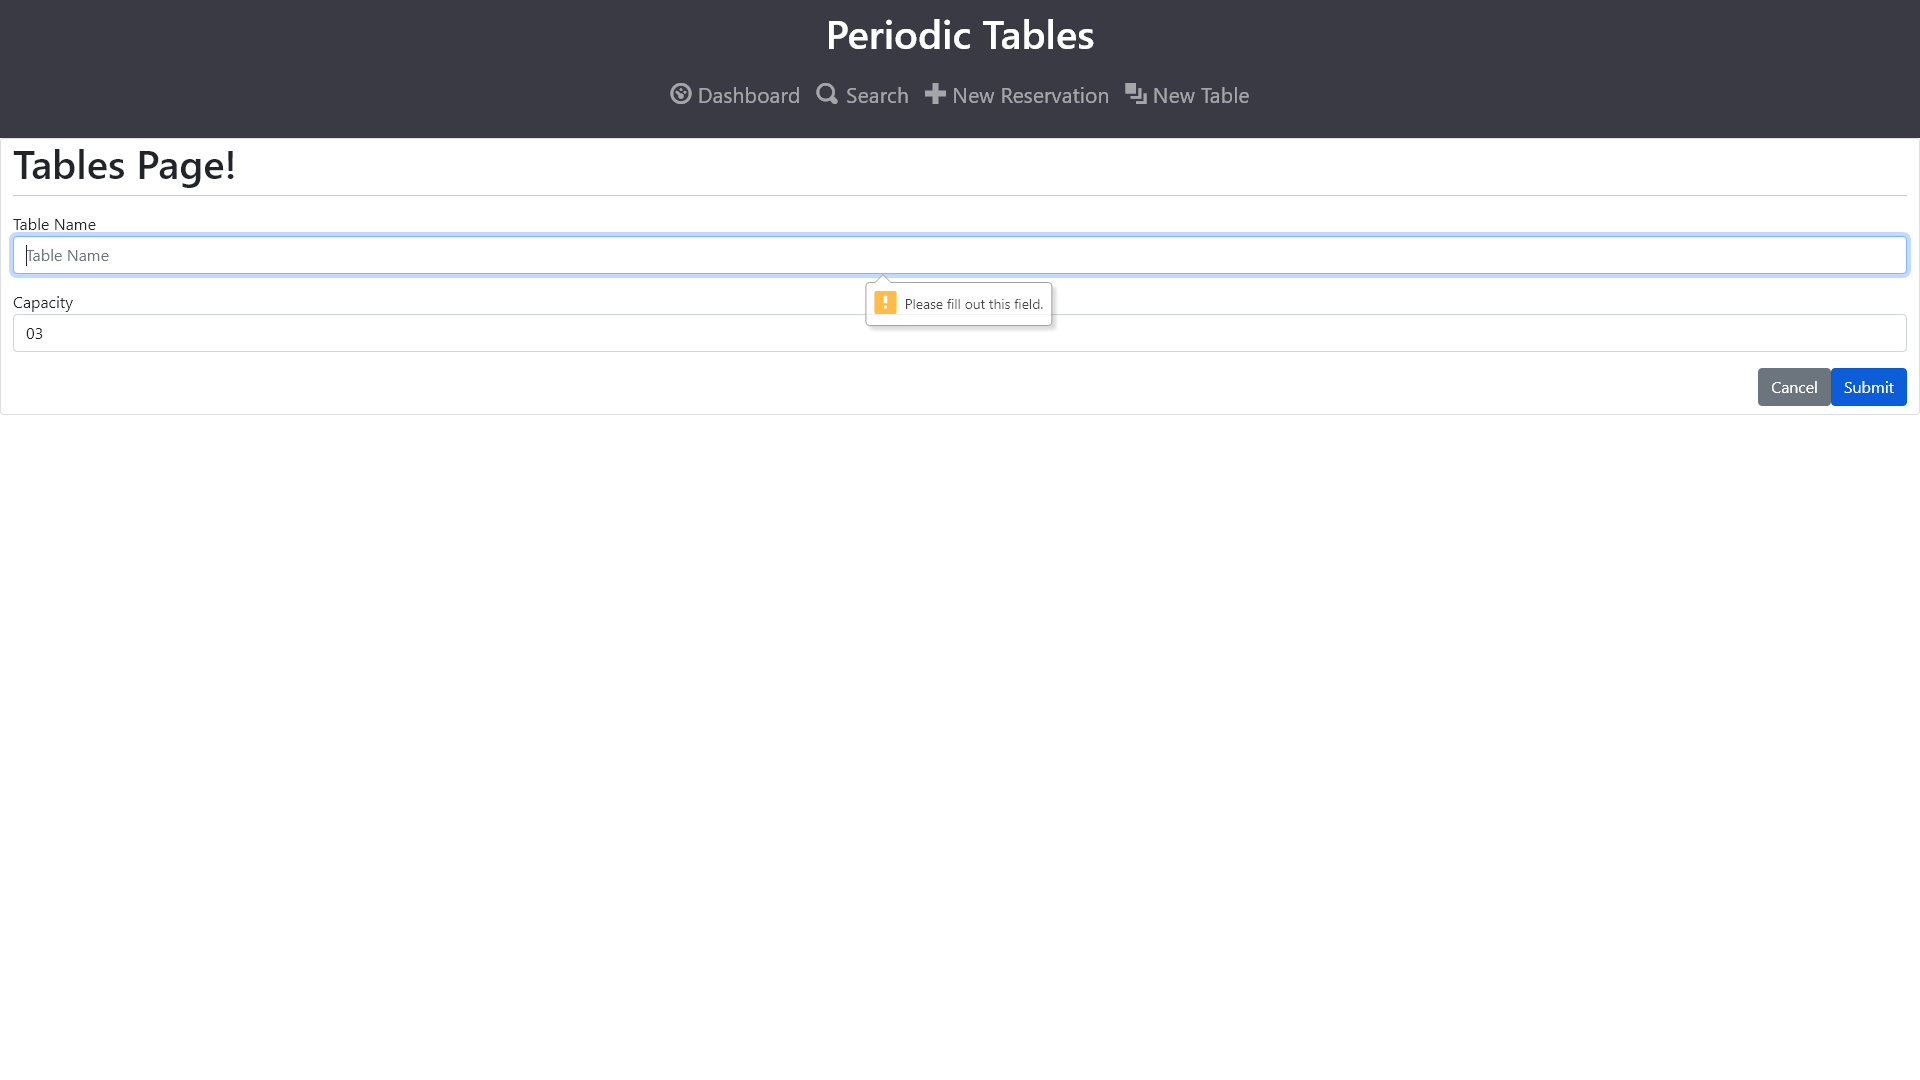 Periodic Tables
Dashboard Search New Reservation New Table
Tables Page!
Table Name
Table Name
Please fill out this field.
Capacity
03
Cancel Submit